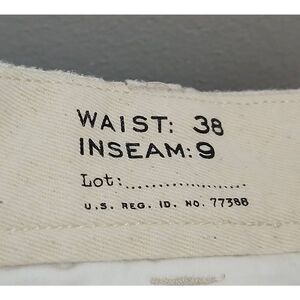 WAIST: 38
INSEAM: 9
Lot:......................
U.S. REG. ID. NO. 77388